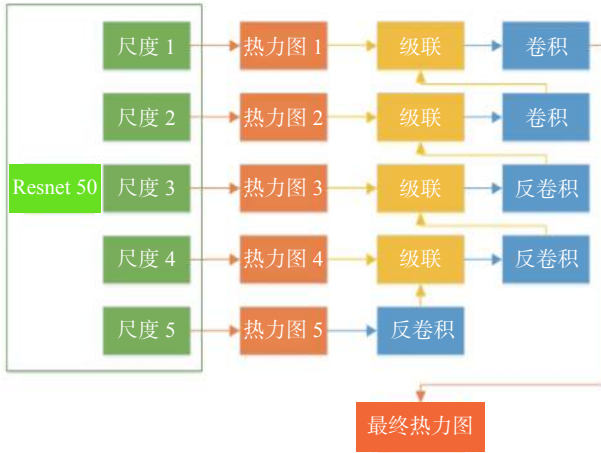 尺度 1
热力图 1
级联
卷积
尺度 2
热力图 2
级联
卷积
Resnet 50
尺度 3
热力图 3
级联
反卷积
尺度 4
热力图 4
级联
反卷积
尺度 5
热力图 5
反卷积
最终热力图